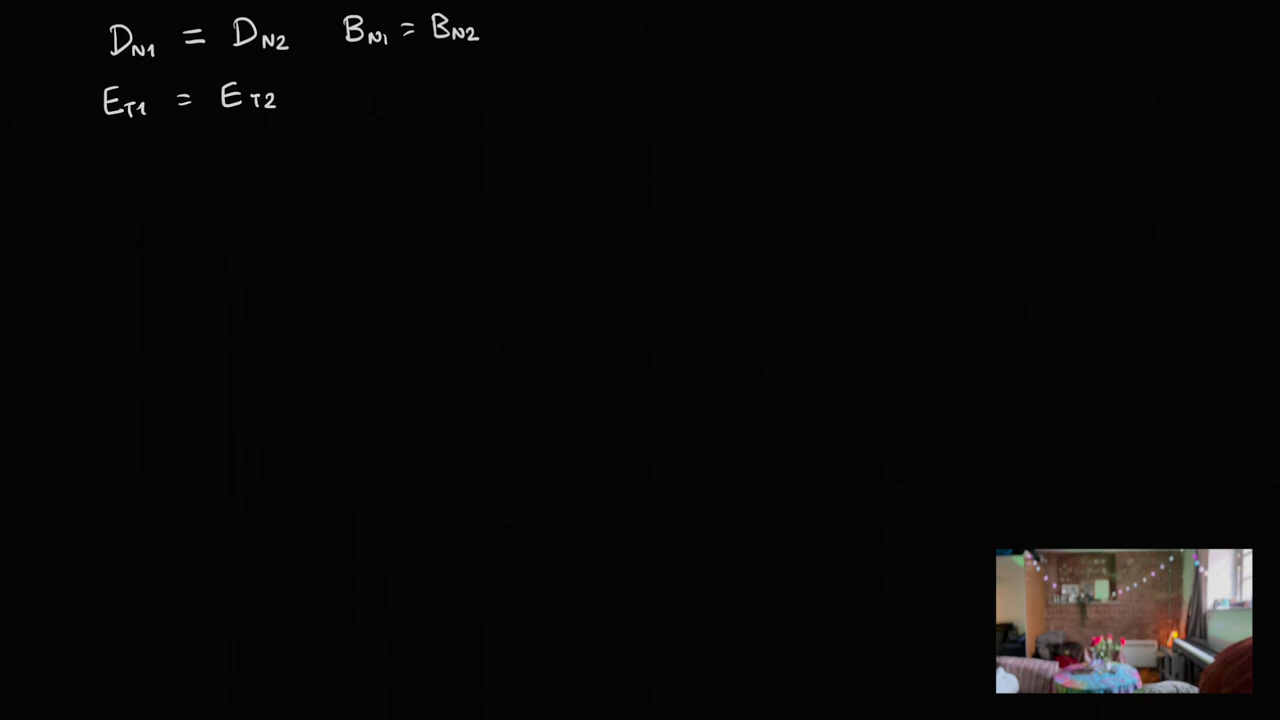 D_N1 = D_N2   B_N1 = B_N2
E_T1 = E_T2